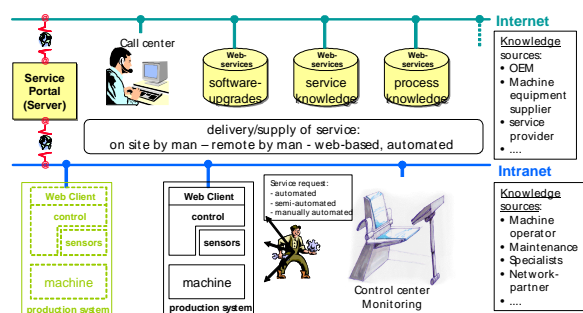 Internet
Call center
Service
Portal
(Server)
Web-
services
software-
upgrades
Web-
services
service
knowledge
Web-
services
process
knowledge
Knowledge
sources:
• OEM
• Machine
equipment
supplier
• service
provider
• ....
delivery/supply of service:
on site by man – remote by man - web-based, automated
Intranet
Web Client
control
sensors
machine
production system
Web Client
control
sensors
machine
production system
Service request:
- automated
- semi-automated
- manually automated
Control center
Monitoring
Knowledge
sources:
• Machine
operator
• Maintenance
• Specialists
• Network-
partner
• ....